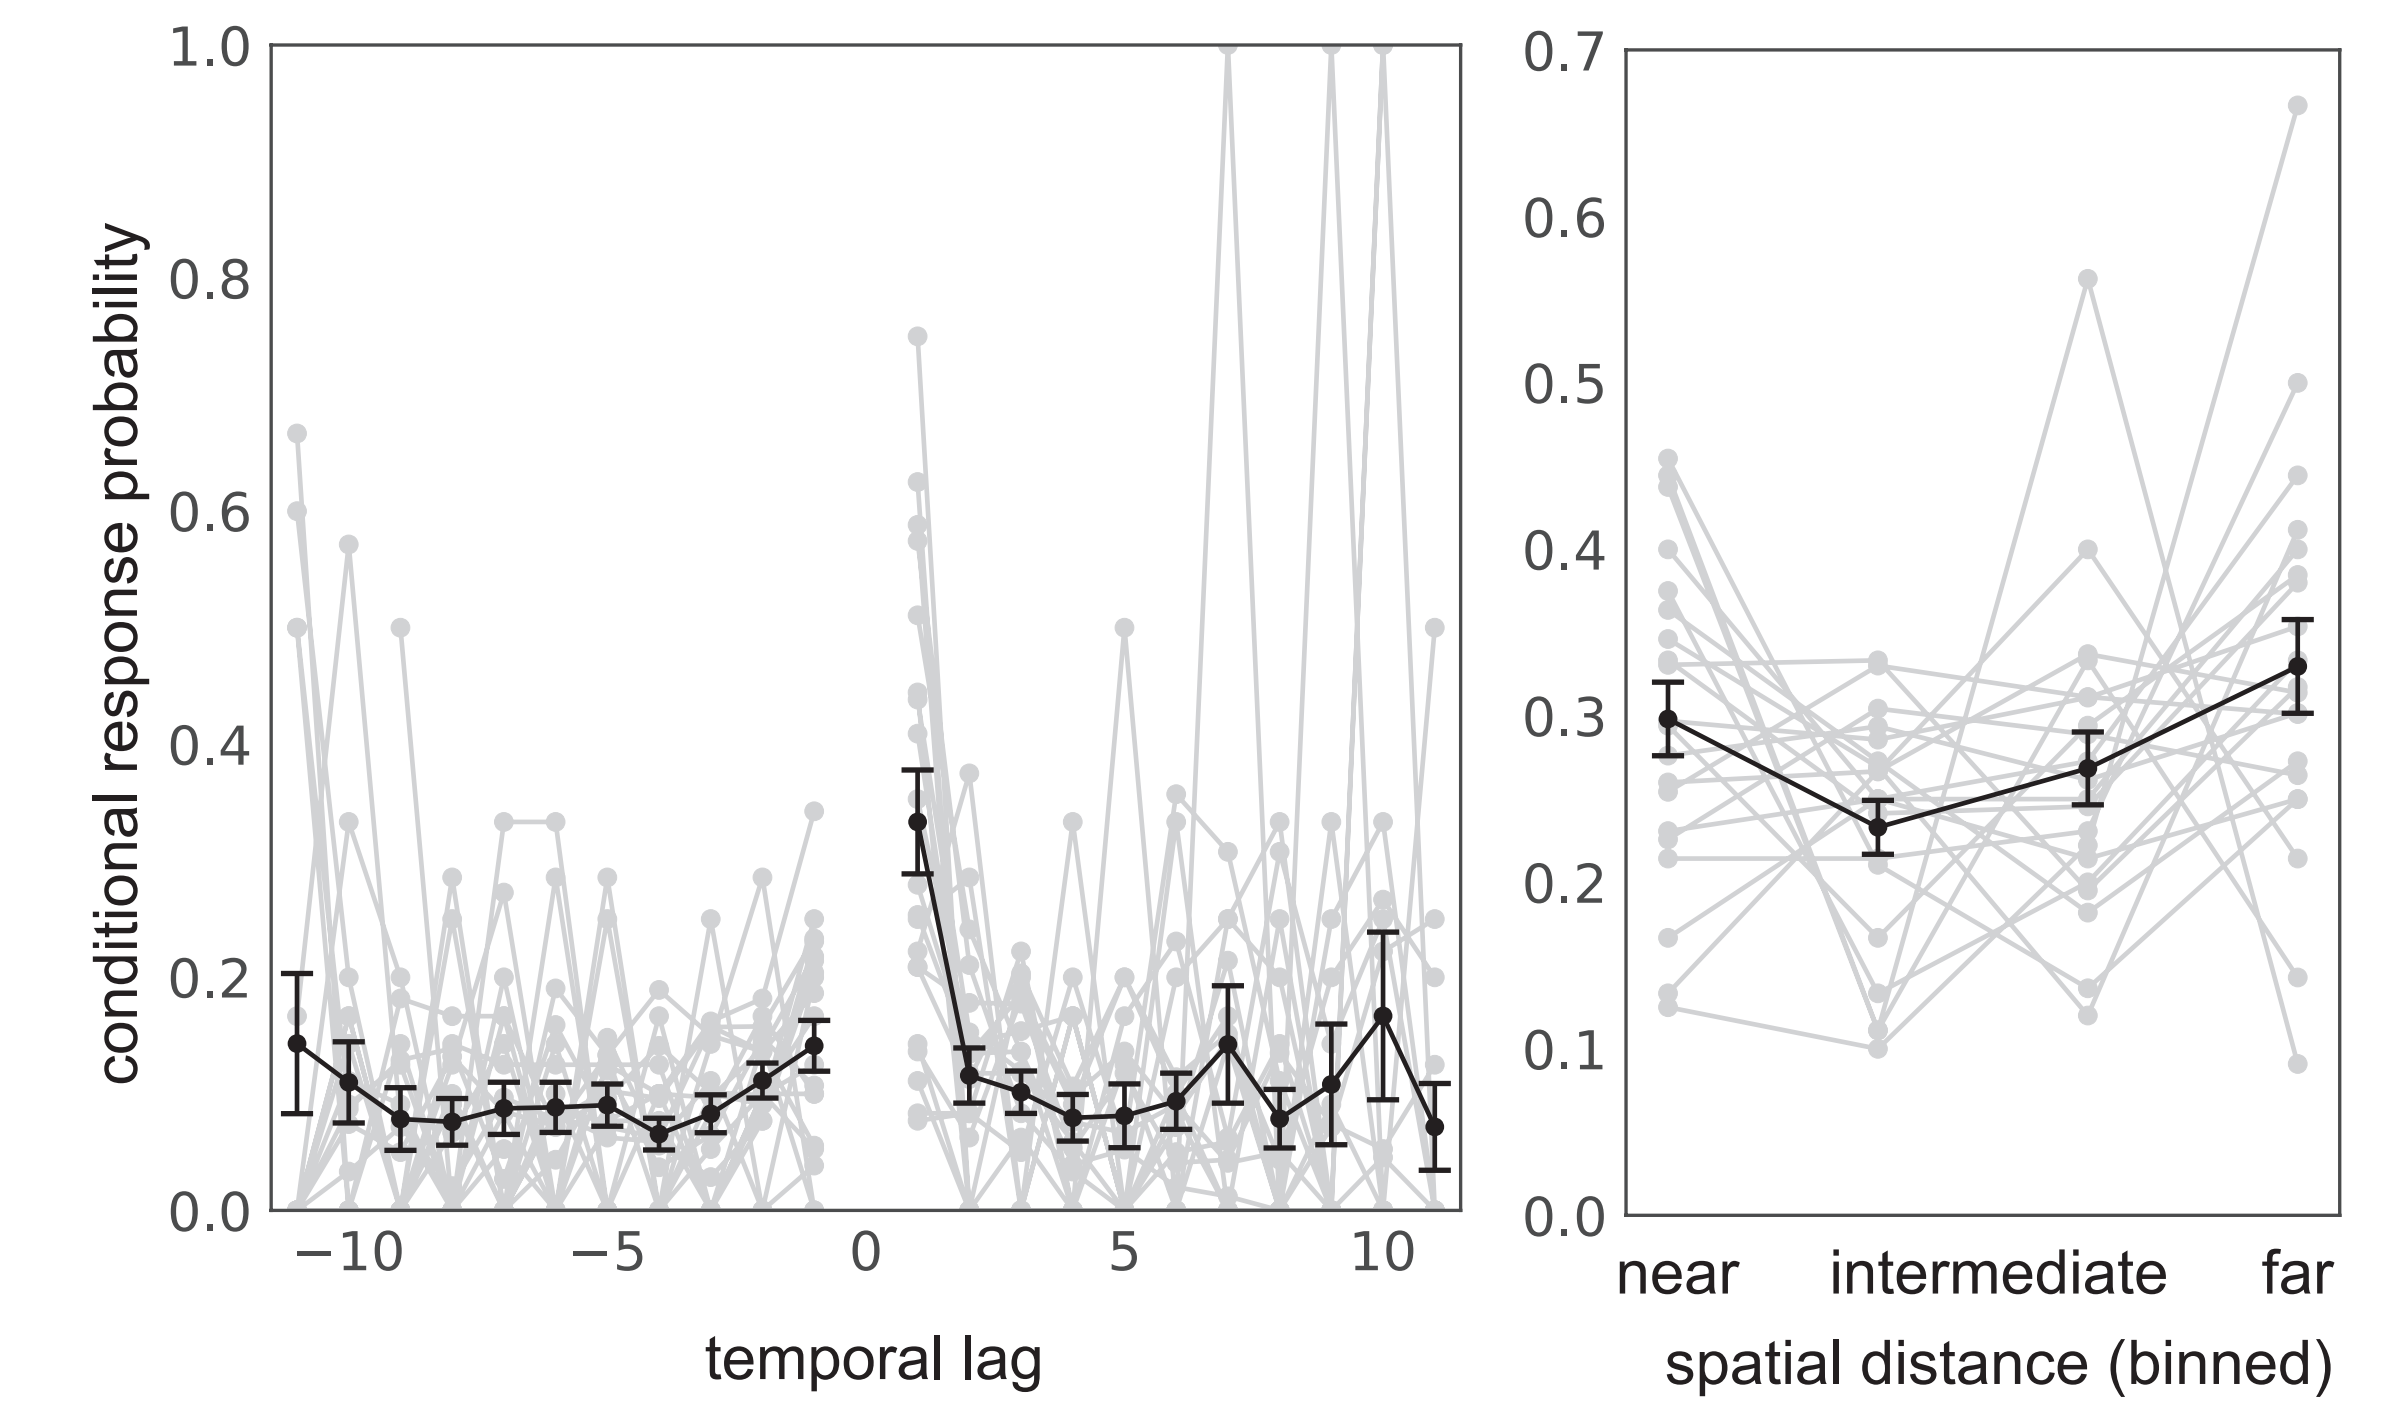 conditional response probability
1.0
0.8
0.6
0.4
0.2
0.0
−10 −5 0 5 10
temporal lag
0.7
0.6
0.5
0.4
0.3
0.2
0.1
0.0
near intermediate far
spatial distance (binned)